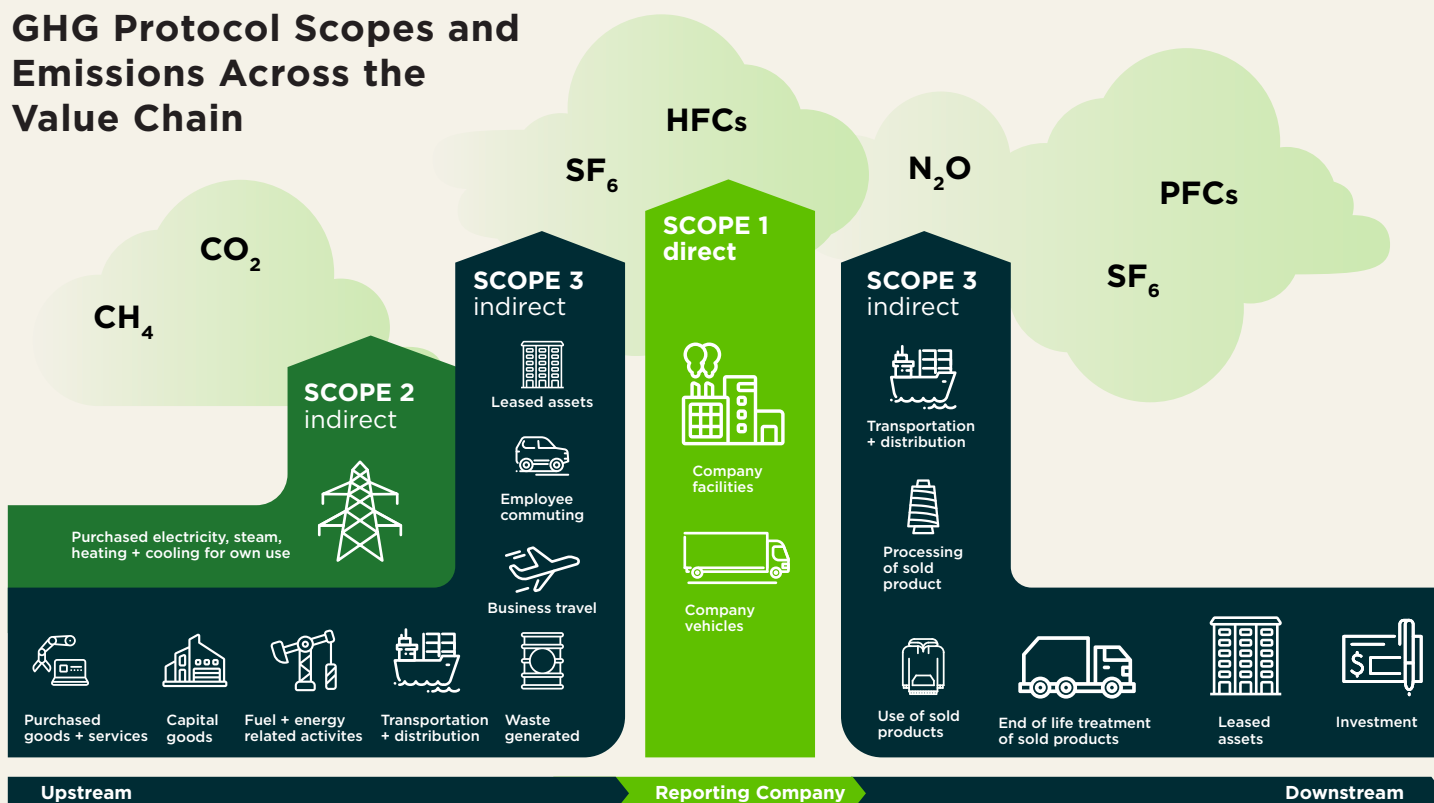 GHG Protocol Scopes and
Emissions Across the
Value Chain
CO₂
CH₄
SF₆
HFCs
N₂O
PFCs
SF₆
SCOPE 2
indirect
Purchased electricity, steam,
heating + cooling for own use
SCOPE 3
indirect
Leased assets
Employee
commuting
Business travel
Purchased
goods + services
Capital
goods
Fuel + energy
related activites
Transportation
+ distribution
Waste
generated
SCOPE 1
direct
Company
facilities
Company
vehicles
SCOPE 3
indirect
Transportation
+ distribution
Processing
of sold
product
Use of sold
products
End of life treatment
of sold products
Leased
assets
$
Investment
Upstream
Reporting Company
Downstream